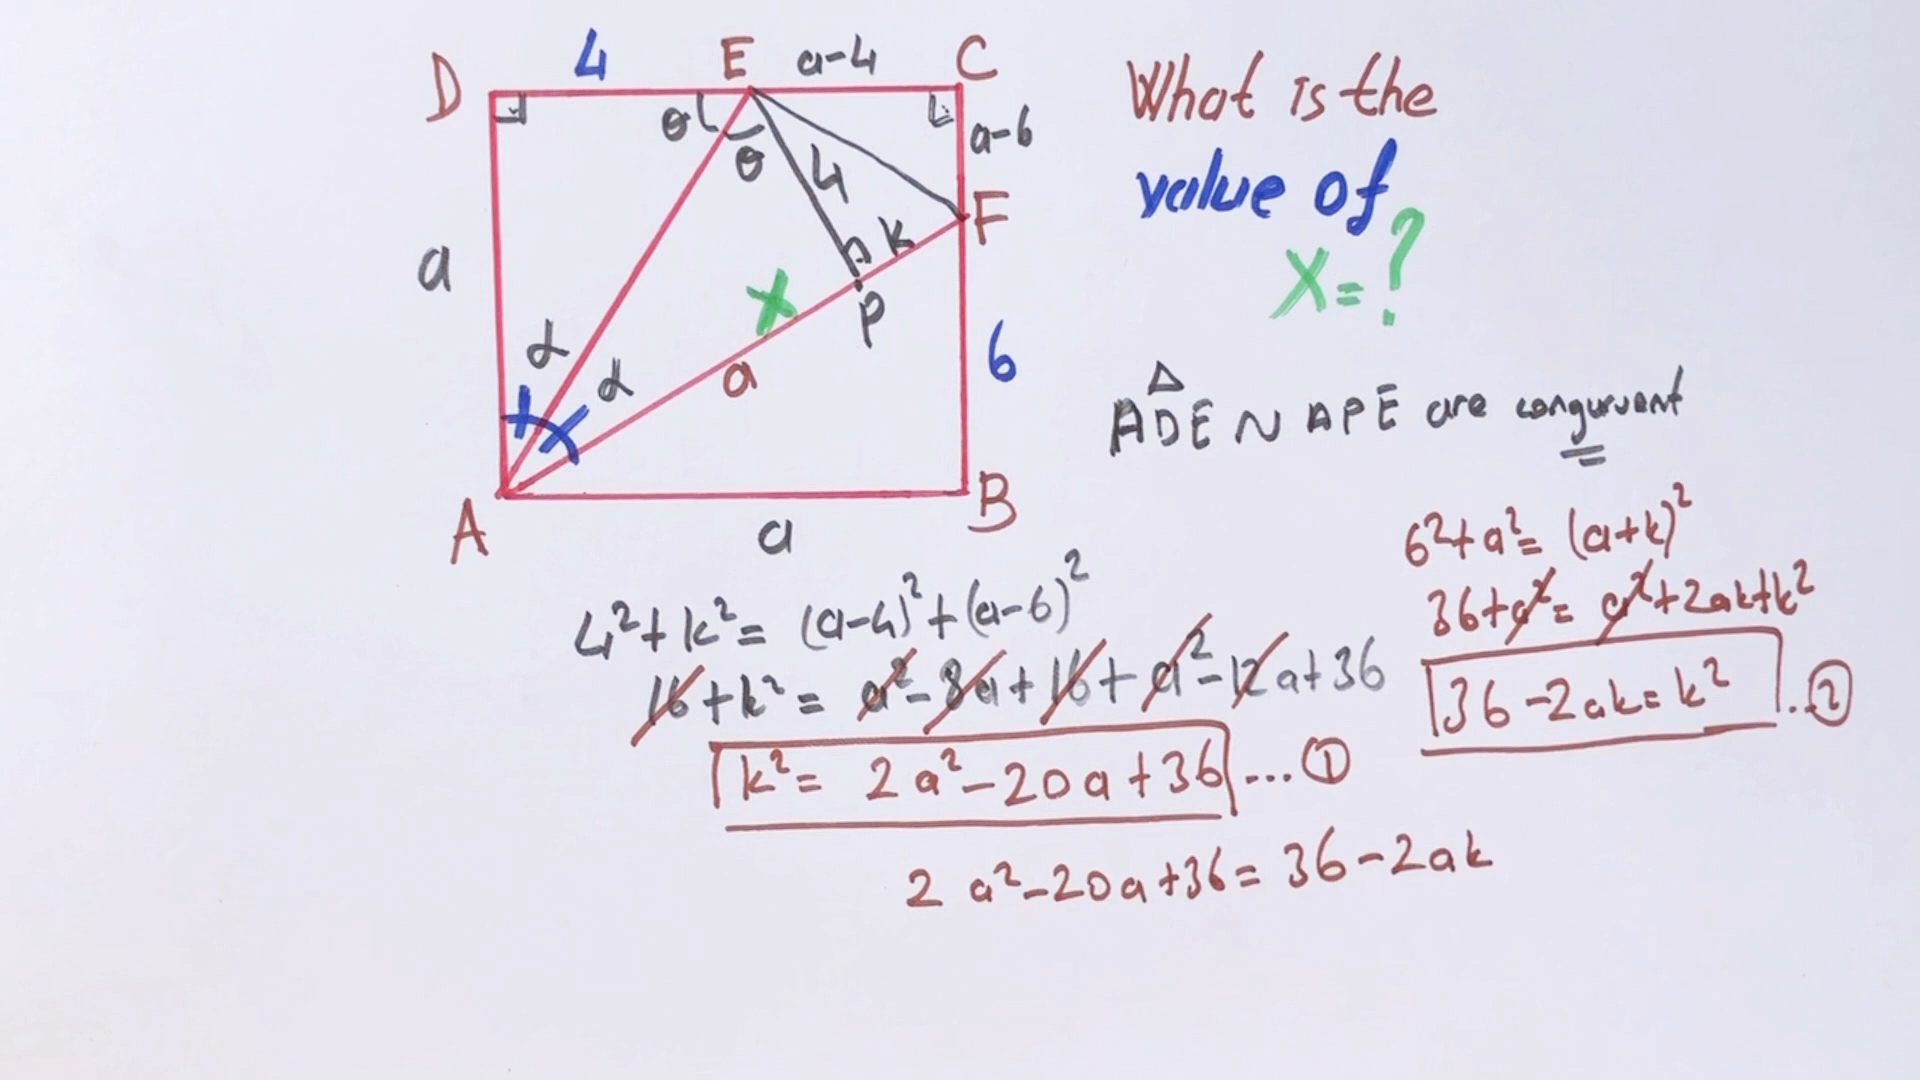 D 4 E a-4 C
θ θ 4 a-6
What is the
value of
x=?
a k F
α α x P 6
a
A a B
△
ADE N APE are conguruent
6²+a²= (a+k)²
36+a²= a²+2ak+k²
36-2ak=k² ..②
4²+k²= (a-4)²+(a-6)²
16+k²= a²-8a+16+a²-12a+36
k²= 2a²-20a+36 ...①
2a²-20a+36=36-2ak